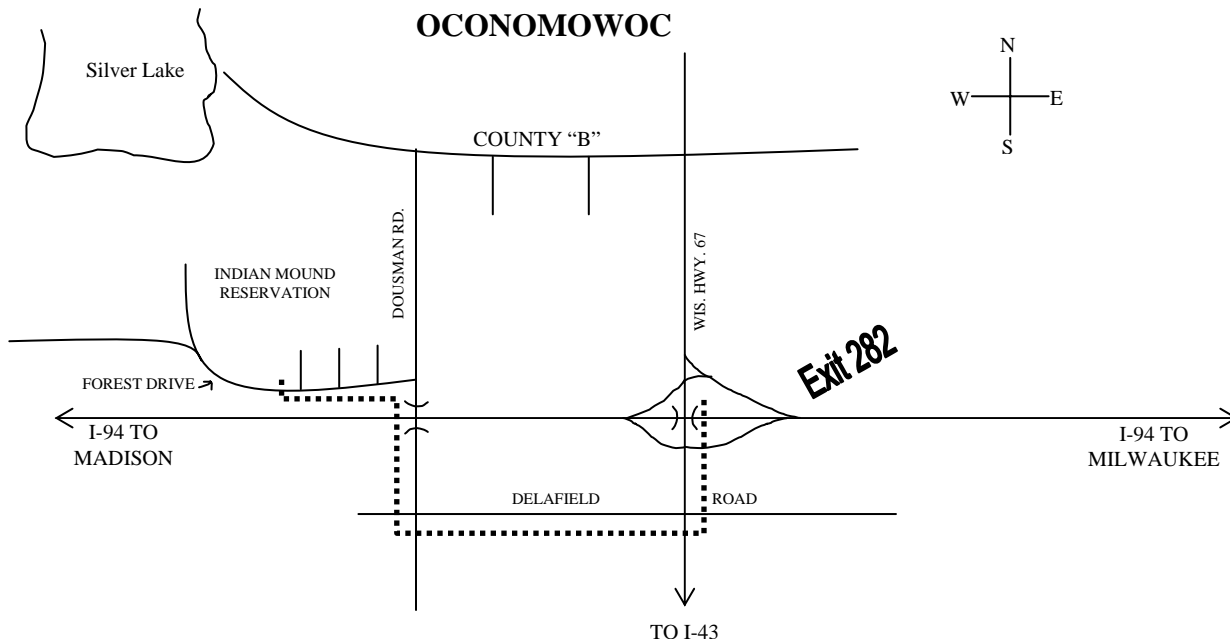 OCONOMOWOC
N
Silver Lake
W
E
COUNTY “B”
S
DOUSMAN RD.
WIS. HWY. 67
INDIAN MOUND
RESERVATION
Exit 282
FOREST DRIVE
I-94 TO
MADISON
I-94 TO
MILWAUKEE
DELAFIELD ROAD
TO I-43